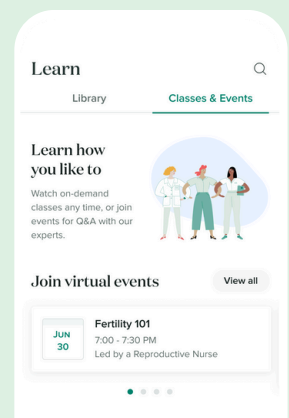 Learn
Library
Classes & Events
Learn how
you like to
Watch on-demand
classes any time, or join
events for Q&A with our
experts.
Join virtual events
View all
JUN
30
Fertility 101
7:00 - 7:30 PM
Led by a Reproductive Nurse